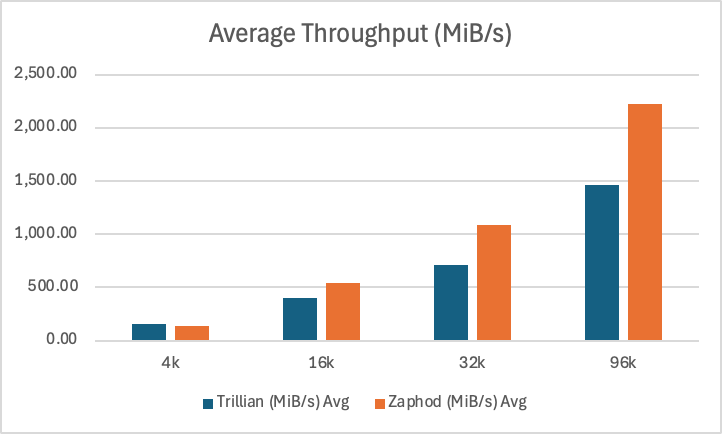 Average Throughput (MiB/s)
2,500.00
2,000.00
1,500.00
1,000.00
500.00
0.00
4k 16k 32k 96k
Trillian (MiB/s) Avg Zaphod (MiB/s) Avg